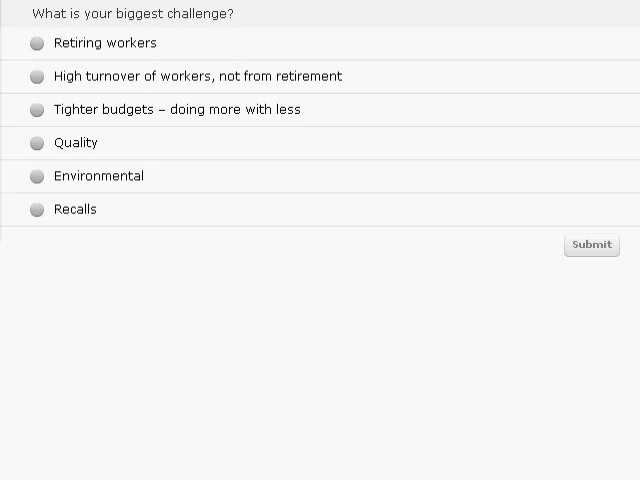 What is your biggest challenge?
Retiring workers
High turnover of workers, not from retirement
Tighter budgets – doing more with less
Quality
Environmental
Recalls
Submit